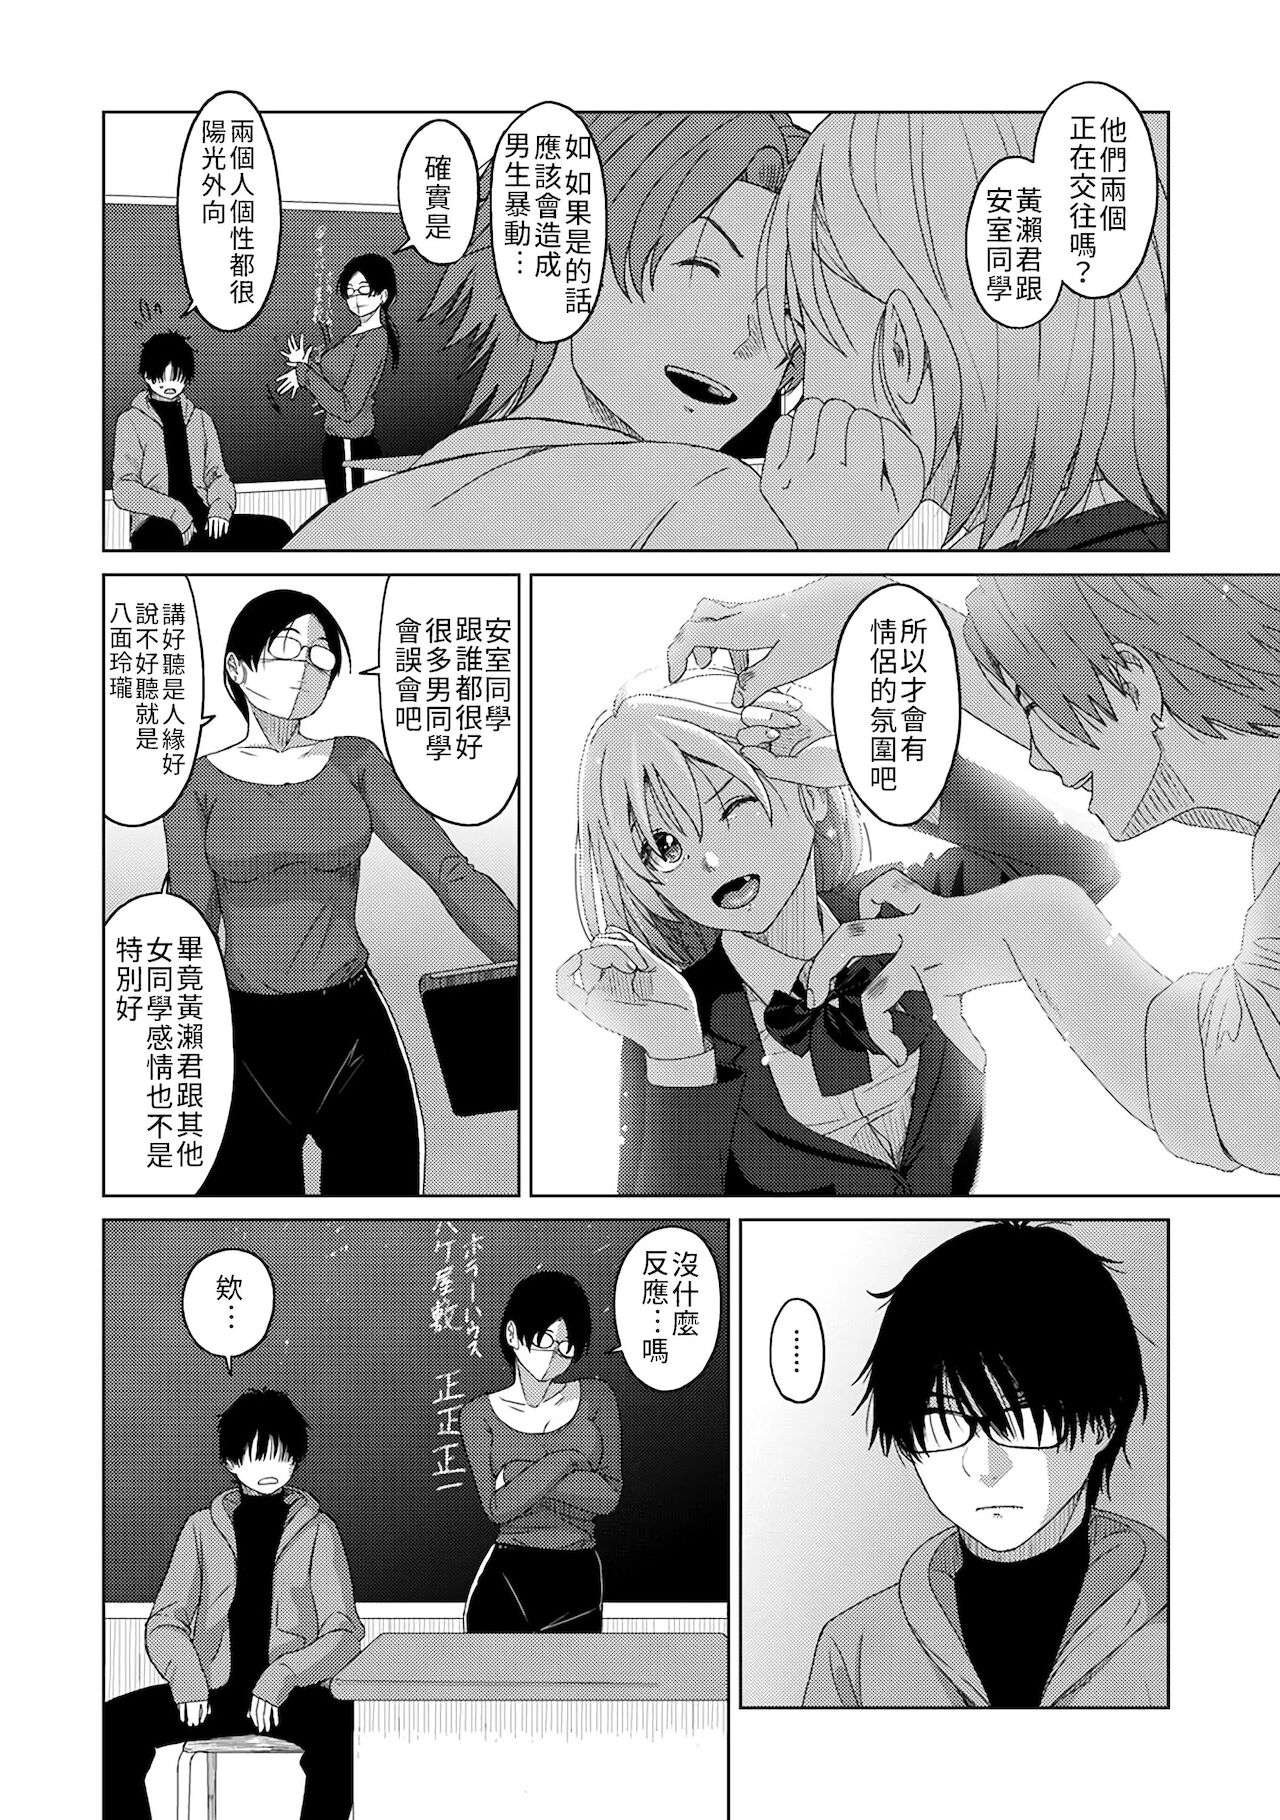 他們兩個
正在交往嗎？
黃瀨君跟
安室同學
如 如果是的話
應該會造成
男生暴動…
確實是
兩個人個性都很
陽光外向
所以才會有
情侶的氛圍吧
安室同學
跟誰都很好
很多男同學
會誤會吧
講好聽是人緣好
說不好聽就是
八面玲瓏
畢竟黃瀨君跟其他
女同學感情也不是
特別好
……
沒什麼
反應…嗎
ホラーハウス
正正正一
欸…